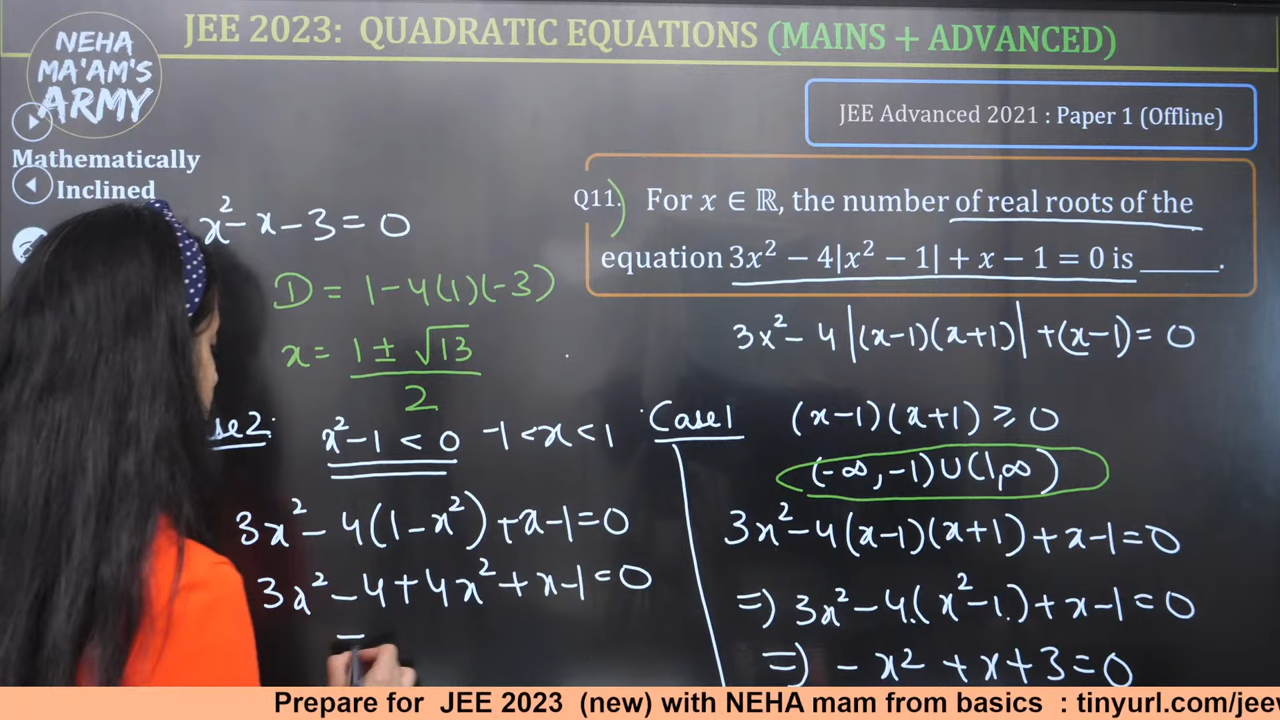 JEE 2023: QUADRATIC EQUATIONS (MAINS + ADVANCED)
NEHA
MA'AM'S
ARMY
Mathematically
Inclined
JEE Advanced 2021 : Paper 1 (Offline)
Q11. For x ∈ ℝ, the number of real roots of the
equation 3x² − 4|x² − 1| + x − 1 = 0 is _____.
x² - x - 3 = 0
D = 1 - 4(1)(-3)
x = (1 ± √13)/2
3x² - 4|(x-1)(x+1)| + (x-1) = 0
Case1 (x-1)(x+1) ≥ 0
(-∞, -1) ∪ (1, ∞)
3x² - 4(x-1)(x+1) + x - 1 = 0
=) 3x² - 4.(x² - 1.) + x - 1 = 0
=) - x² + x + 3 = 0
se2: x² - 1 < 0 -1 < x < 1
3x² - 4(1 - x²) + x - 1 = 0
3x² - 4 + 4x² + x - 1 = 0
Prepare for JEE 2023 (new) with NEHA mam from basics : tinyurl.com/jee